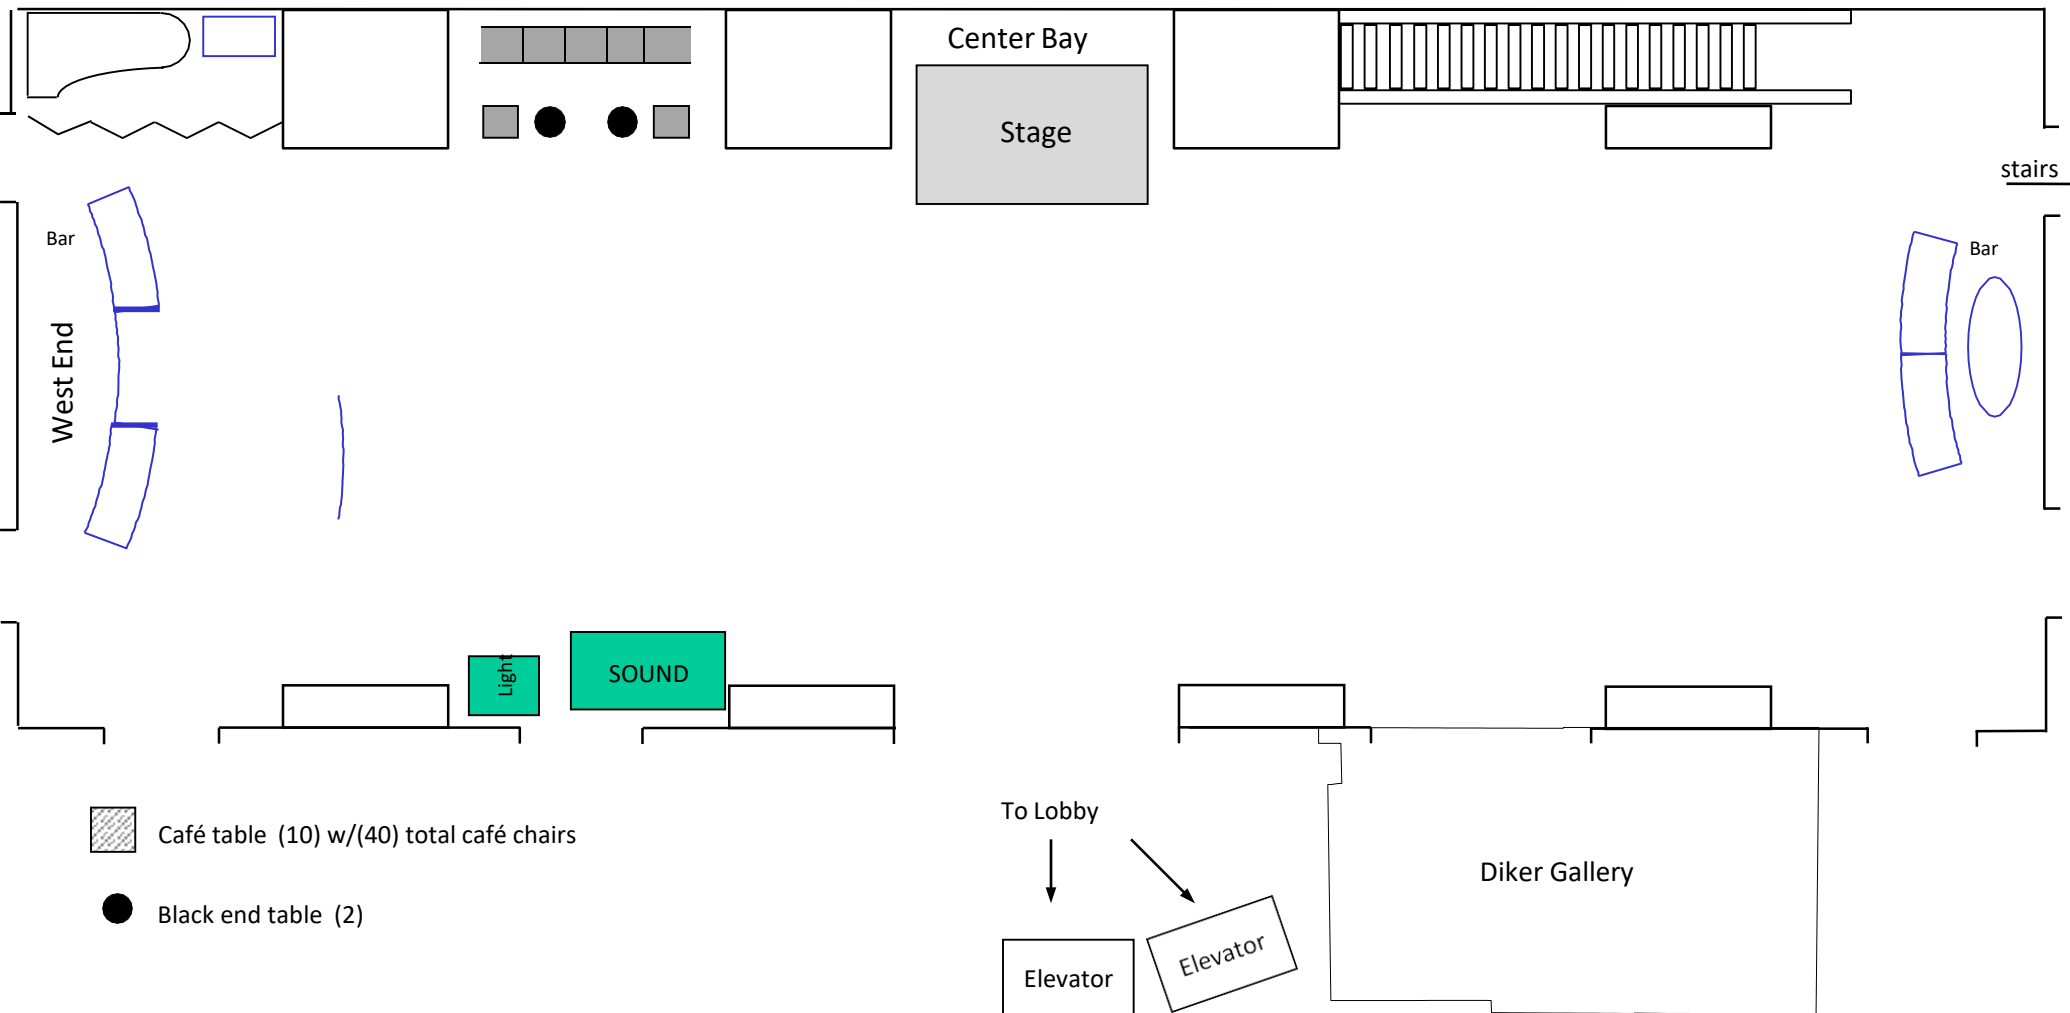 Center Bay
Stage
stairs
Bar
Bar
West End
Light
SOUND
To Lobby
Café table (10) w/(40) total café chairs
Diker Gallery
Black end table (2)
Elevator
Elevator